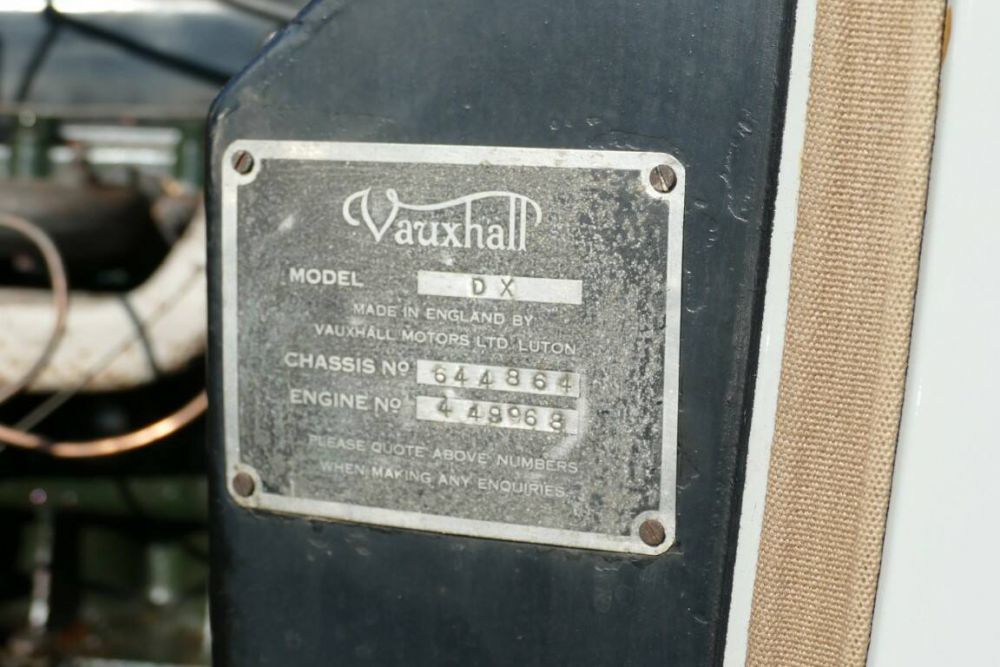 Vauxhall
MODEL DX
MADE IN ENGLAND BY
VAUXHALL MOTORS LTD. LUTON
CHASSIS Nº 644864
ENGINE Nº
PLEASE QUOTE ABOVE NUMBERS
WHEN MAKING ANY ENQUIRIES.